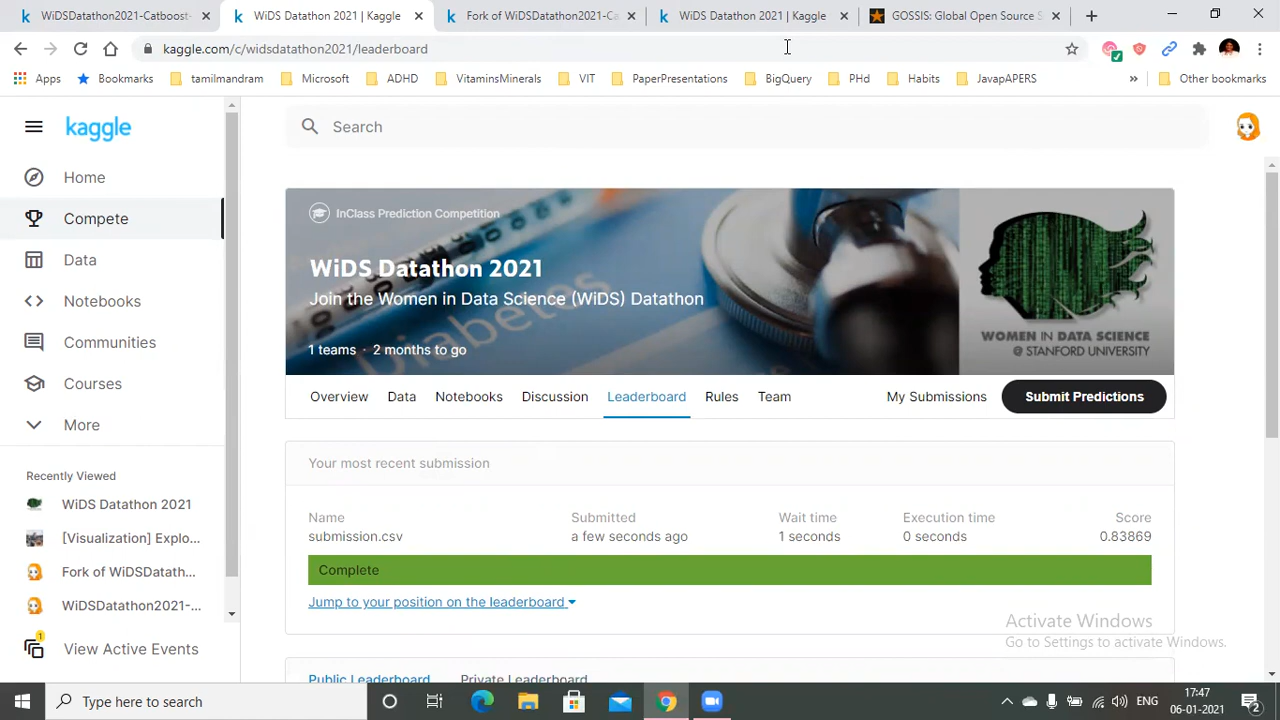 WiDSDatathon2021-Catboost-
WiDS Datathon 2021 | Kaggle
Fork of WiDSDatathon2021
WiDS Datathon 2021 | Kaggle
GOSSIS: Global Open Source S
kaggle.com/c/widsdatathon2021/leaderboard
Apps
Bookmarks
tamilmandram
Microsoft
ADHD
VitaminsMinerals
VIT
PaperPresentations
BigQuery
PHd
Habits
JavapAPERS
»
Other bookmarks
kaggle
Search
Home
Compete
Data
Notebooks
Communities
Courses
More
Recently Viewed
WiDS Datathon 2021
[Visualization] Explo...
Fork of WiDSDatath...
WiDSDatathon2021-...
1
View Active Events
InClass Prediction Competition
WiDS Datathon 2021
Join the Women in Data Science (WiDS) Datathon
Diabetes
1 teams · 2 months to go
WOMEN IN DATA SCIENCE
@ STANFORD UNIVERSITY
Overview
Data
Notebooks
Discussion
Leaderboard
Rules
Team
My Submissions
Submit Predictions
Your most recent submission
Name
Submitted
Wait time
Execution time
Score
submission.csv
a few seconds ago
1 seconds
0 seconds
0.83869
Complete
Jump to your position on the leaderboard
Public Leaderboard
Private Leaderboard
Activate Windows
Go to Settings to activate Windows.
Type here to search
ENG
17:47
06-01-2021
2